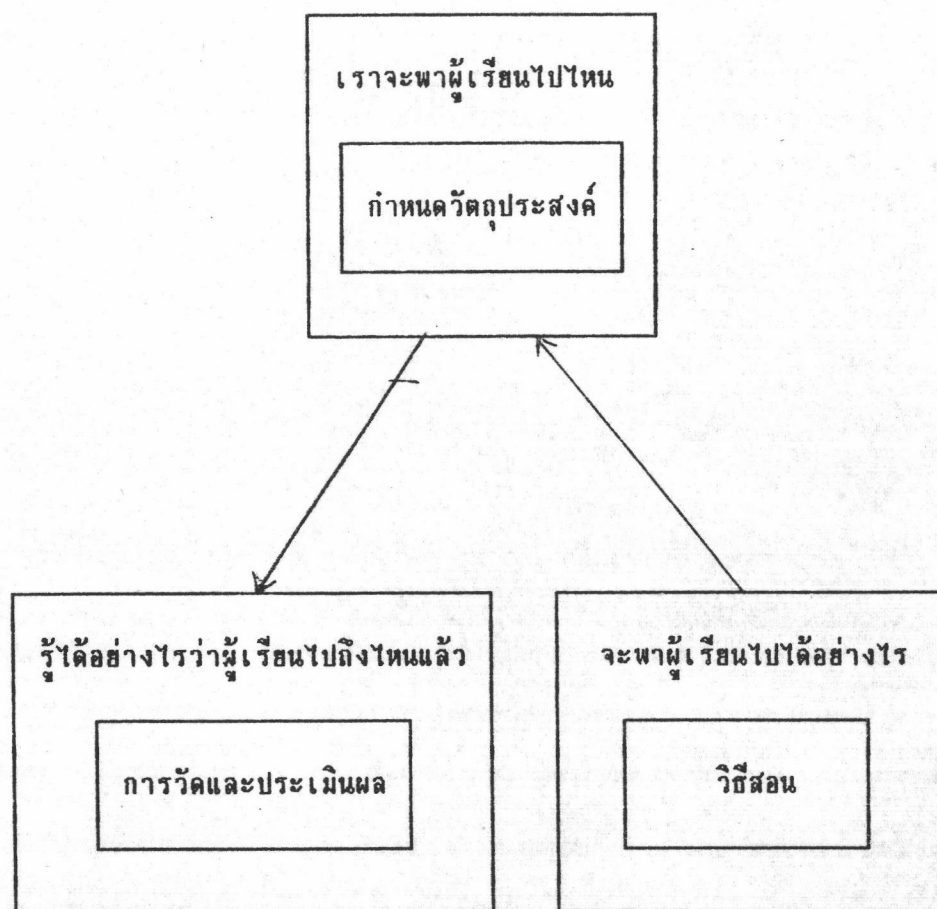 เราจะพาผู้เรียนไปไหน
กำหนดวัตถุประสงค์
รู้ได้อย่างไรว่าผู้เรียนไปถึงไหนแล้ว
การวัดและประเมินผล
จะพาผู้เรียนไปได้อย่างไร
วิธีสอน